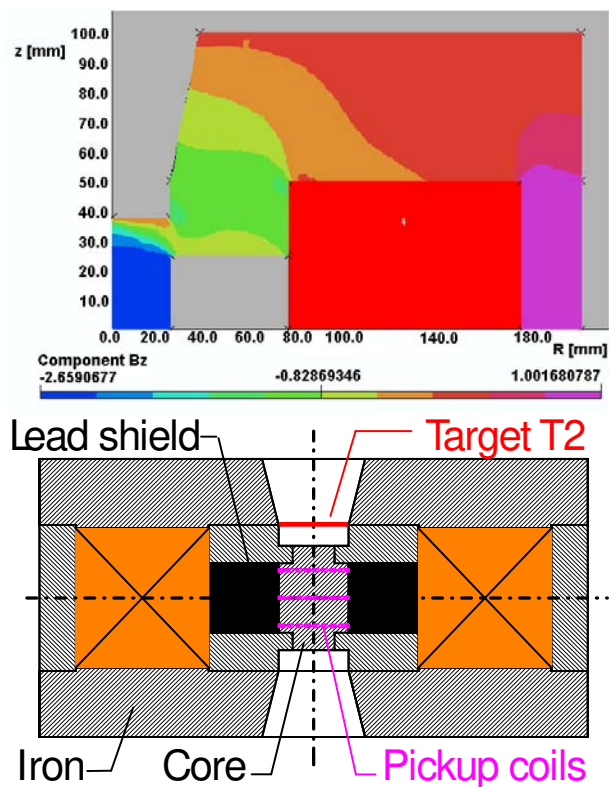 100.0
z [mm]
90.0
80.0
70.0
60.0
50.0
40.0
30.0
20.0
10.0
0.0 20.0 40.0 60.0 80.0 100.0 140.0 180.0
R [mm]
Component Bz
-2.6590677 -0.82869346 1.001680787
Lead shield Target T2
Iron Core Pickup coils